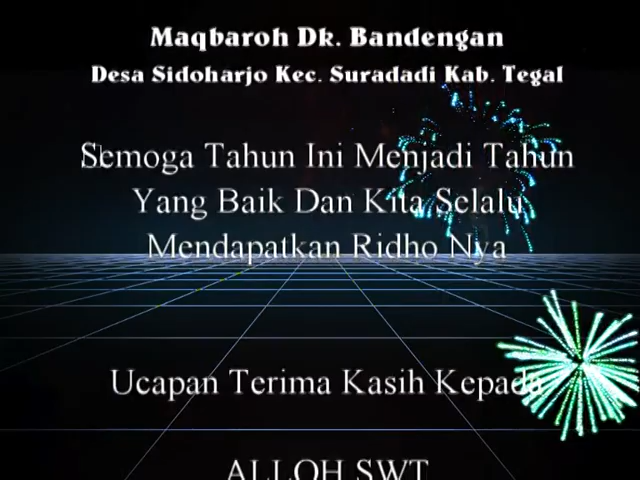 Maqbaroh Dk. Bandengan
Desa Sidoharjo Kec. Suradadi Kab. Tegal
Semoga Tahun Ini Menjadi Tahun
Yang Baik Dan Kita Selalu
Mendapatkan Ridho Nya
Ucapan Terima Kasih Kepada
ALLOH SWT